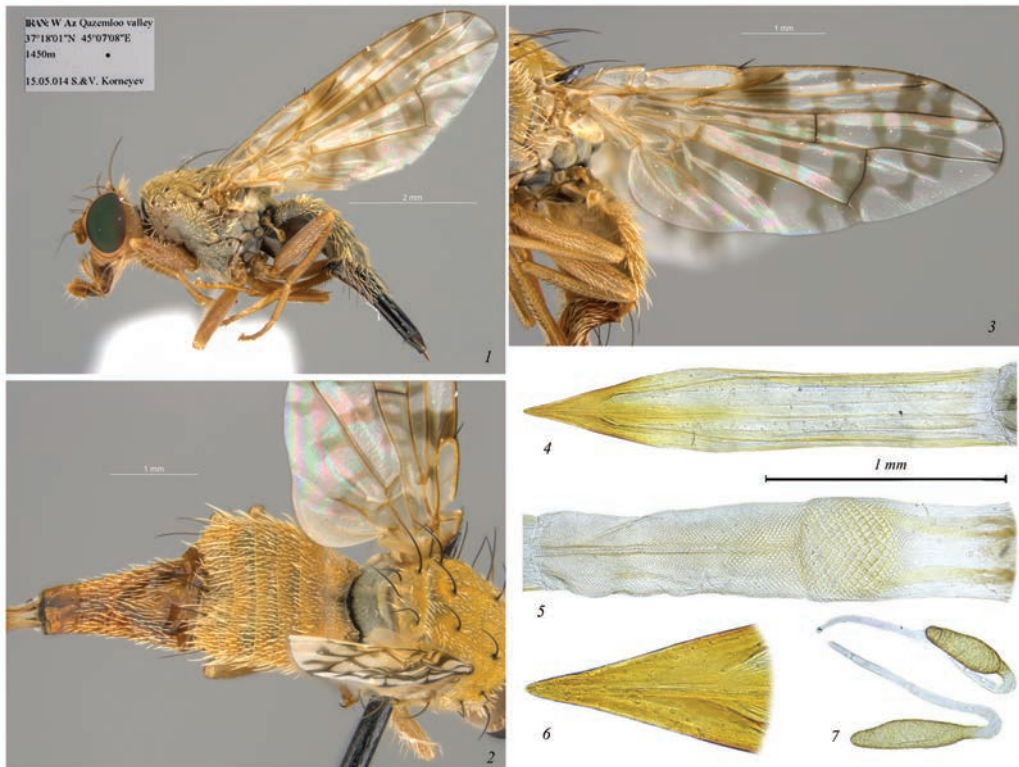 IRAN: W Az Qazemloo valley
37°18'01"N 45°07'08"E
1450m
15.05.014 S.&V. Korneyev
2 mm
1
1 mm
3
1 mm
2
4
1 mm
5
6
7